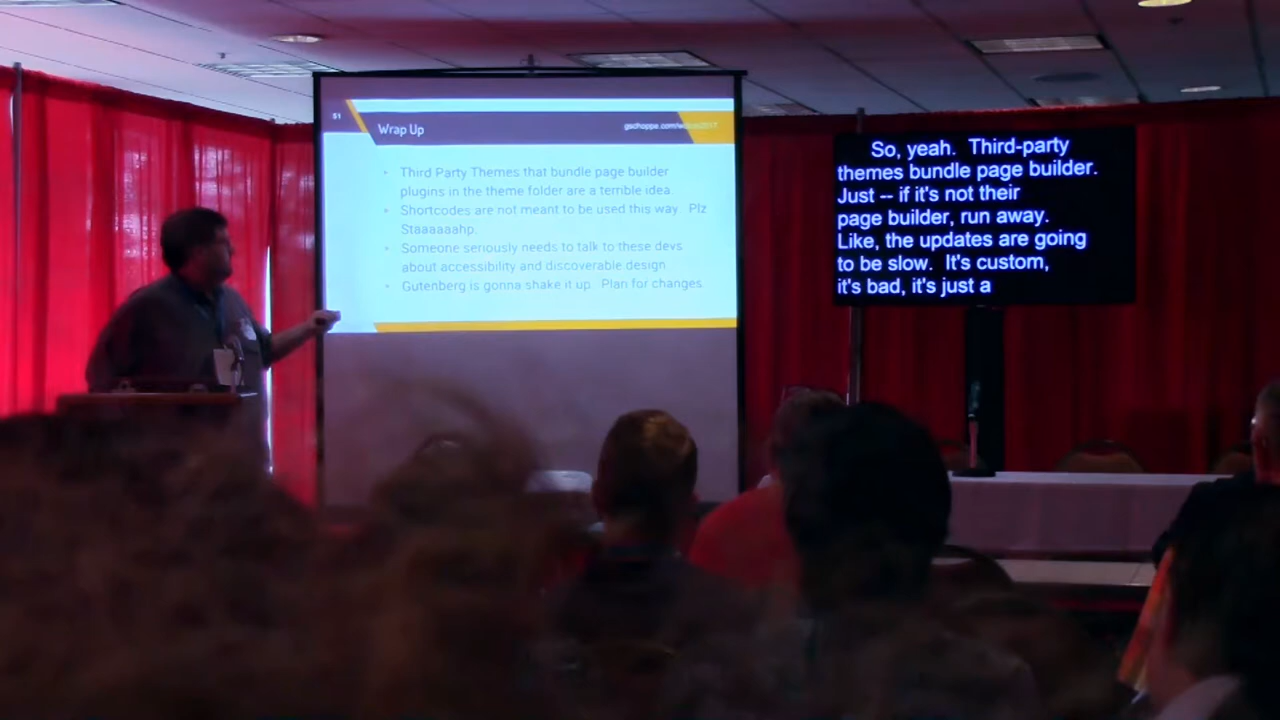 51
Wrap Up
Third Party Themes that bundle page builder
plugins in the theme folder are a terrible idea.
Shortcodes are not meant to be used this way. Plz
Staaaaaahp.
Someone seriously needs to talk to these devs
about accessibility and discoverable design
Gutenberg is gonna shake it up. Plan for changes.
So, yeah. Third-party
themes bundle page builder.
Just -- if it's not their
page builder, run away.
Like, the updates are going
to be slow. It's custom,
it's bad, it's just a